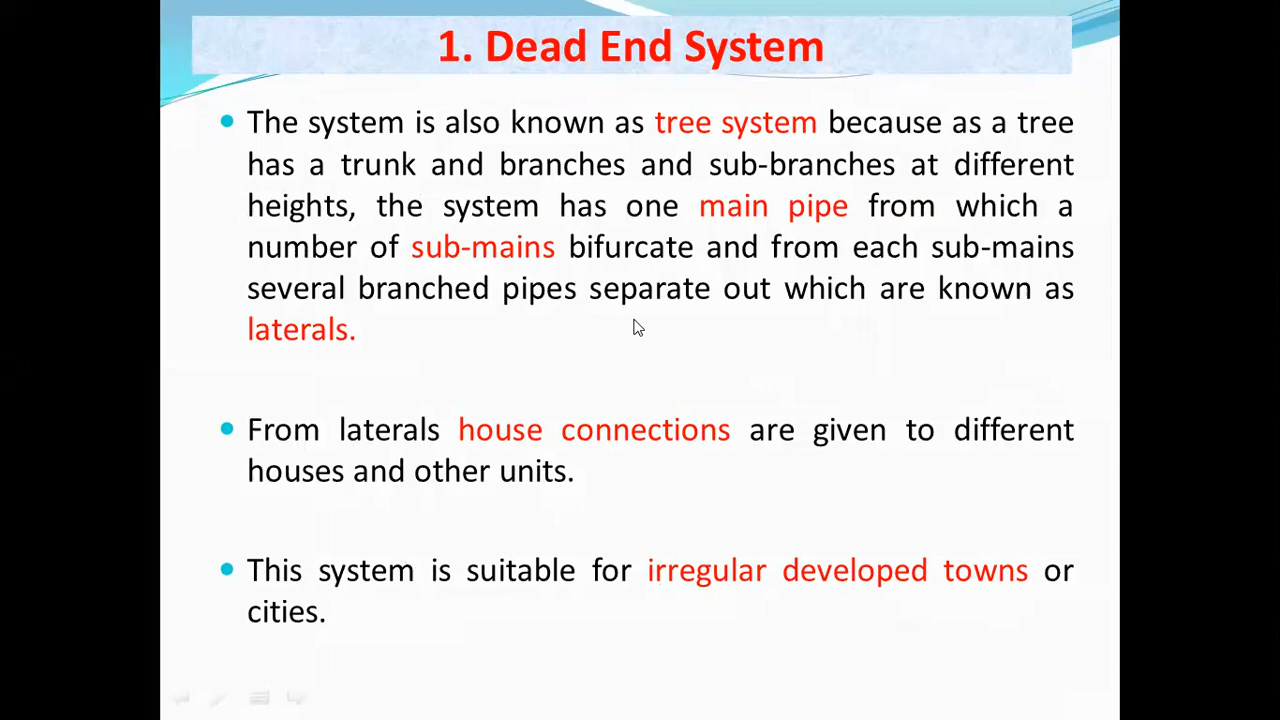 1. Dead End System
• The system is also known as tree system because as a tree
has a trunk and branches and sub-branches at different
heights, the system has one main pipe from which a
number of sub-mains bifurcate and from each sub-mains
several branched pipes separate out which are known as
laterals.
• From laterals house connections are given to different
houses and other units.
• This system is suitable for irregular developed towns or
cities.